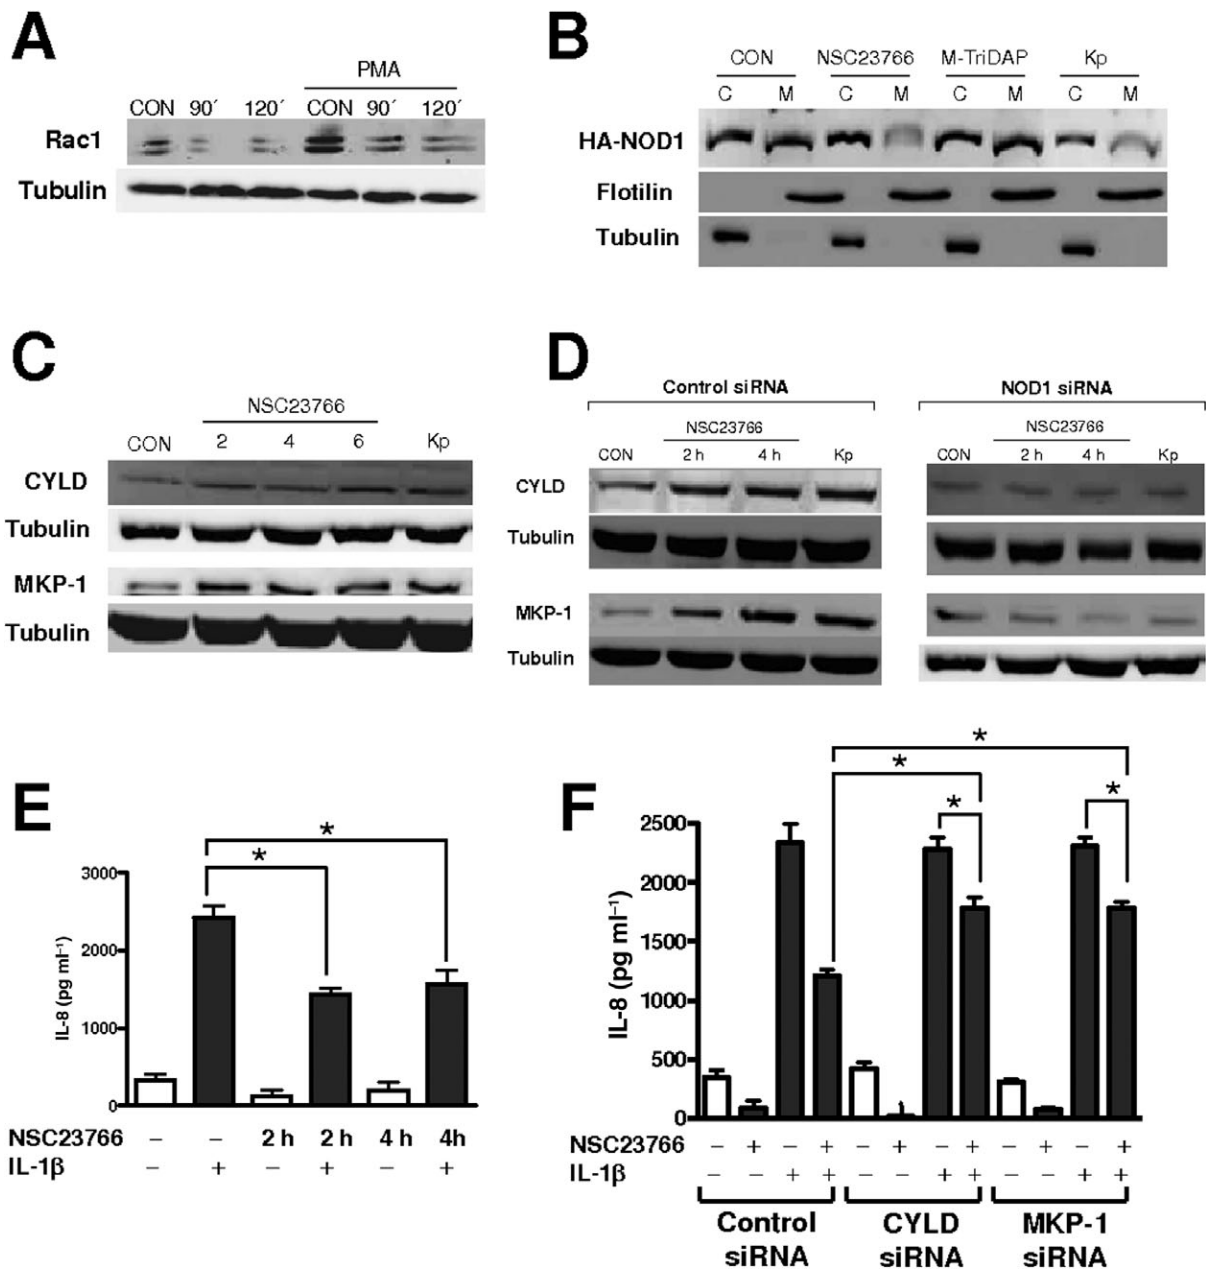 A
PMA
CON 90´ 120´ CON 90´ 120´
Rac1
Tubulin
B
CON NSC23766 M-TriDAP Kp
C M C M C M C M
HA-NOD1
Flotilin
Tubulin
C
NSC23766
CON 2 4 6 Kp
CYLD
Tubulin
MKP-1
Tubulin
D
Control siRNA NOD1 siRNA
NSC23766 NSC23766
CON 2 h 4 h Kp CON 2 h 4 h Kp
CYLD
Tubulin
MKP-1
Tubulin
E
* *
3000
2000
1000
0
IL-8 (pg ml⁻¹)
NSC23766 – – 2 h 2 h 4 h 4h
IL-1β – + – + – +
F
* * * *
2500
2000
1500
1000
500
0
IL-8 (pg ml⁻¹)
NSC23766 – + – + – + – + – + – +
IL-1β – – + + – – + + – – + +
Control siRNA
CYLD siRNA
MKP-1 siRNA